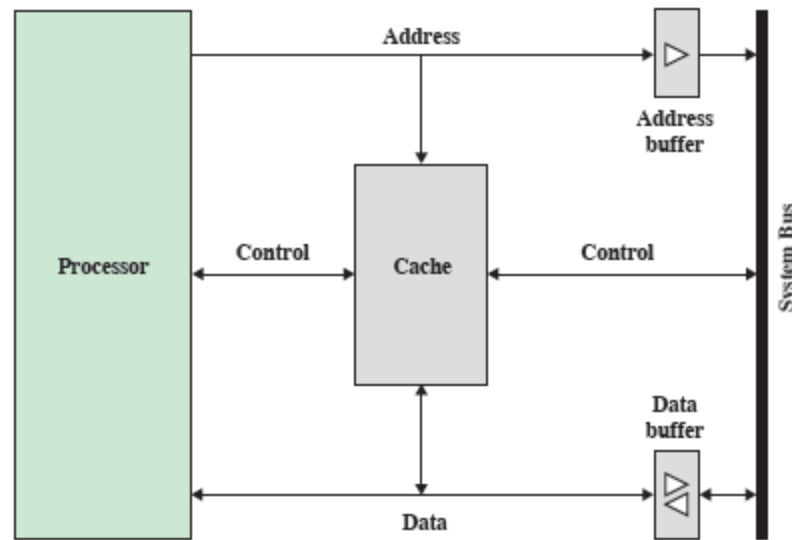 Address
Address
buffer
Processor
Control
Cache
Control
System Bus
Data
buffer
Data